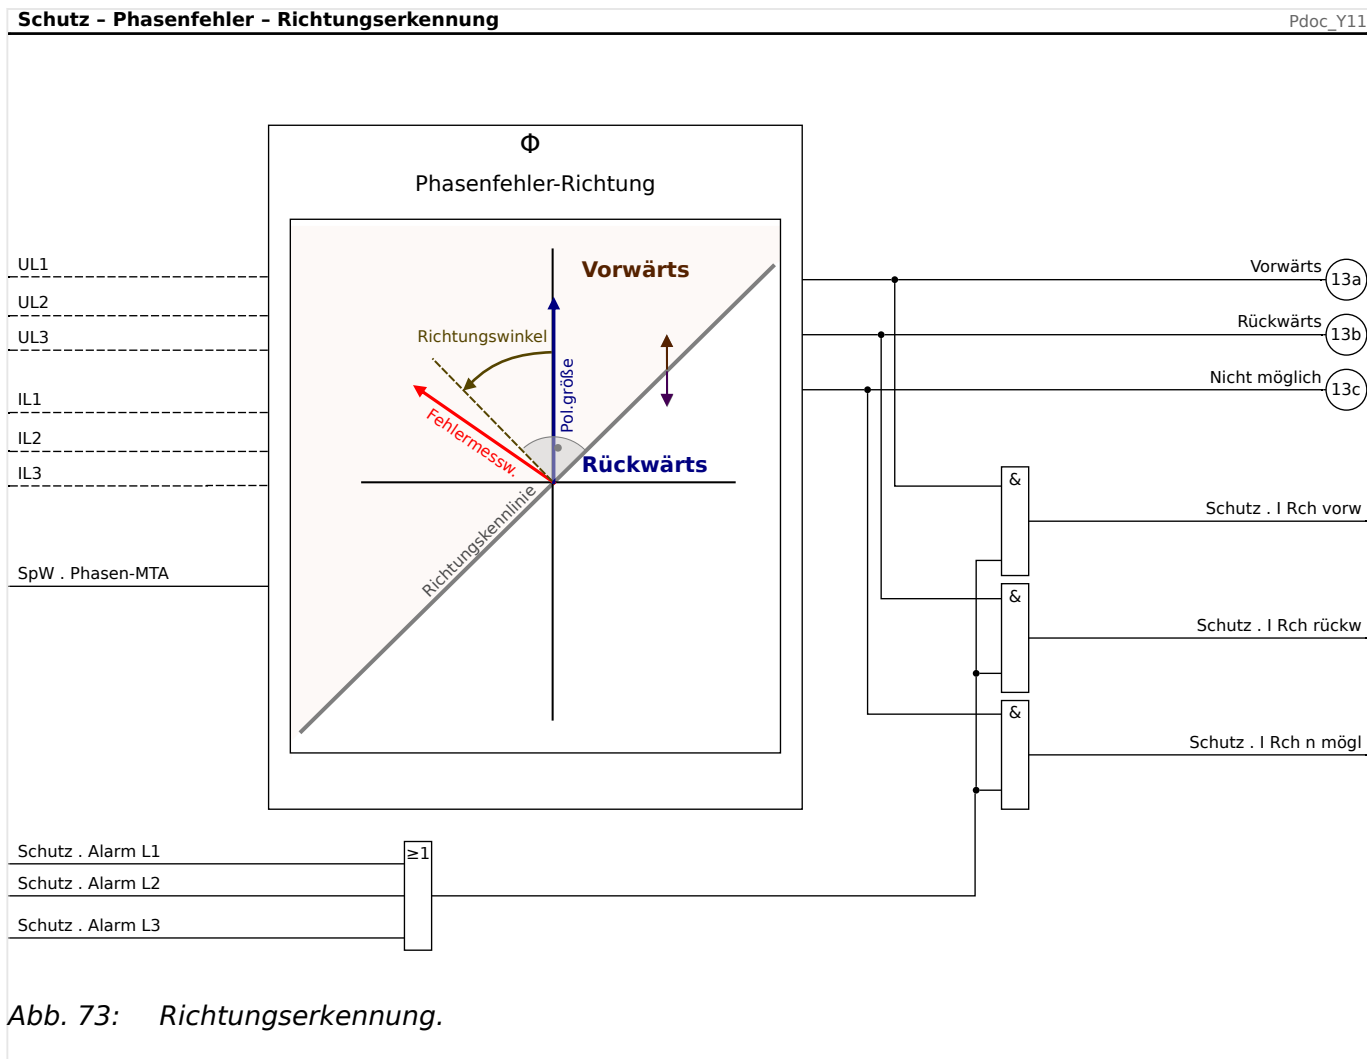 Schutz – Phasenfehler – Richtungserkennung
Pdoc_Y11
Φ
Phasenfehler-Richtung
UL1
UL2
UL3
IL1
IL2
IL3
SpW . Phasen-MTA
Vorwärts
Richtungswinkel
Pol.größe
Fehlermessw.
Rückwärts
Richtungskennlinie
Vorwärts
13a
Rückwärts
13b
Nicht möglich
13c
&
Schutz . I Rch vorw
&
Schutz . I Rch rückw
&
Schutz . I Rch n mögl
Schutz . Alarm L1
Schutz . Alarm L2
Schutz . Alarm L3
≥1
Abb. 73: Richtungserkennung.